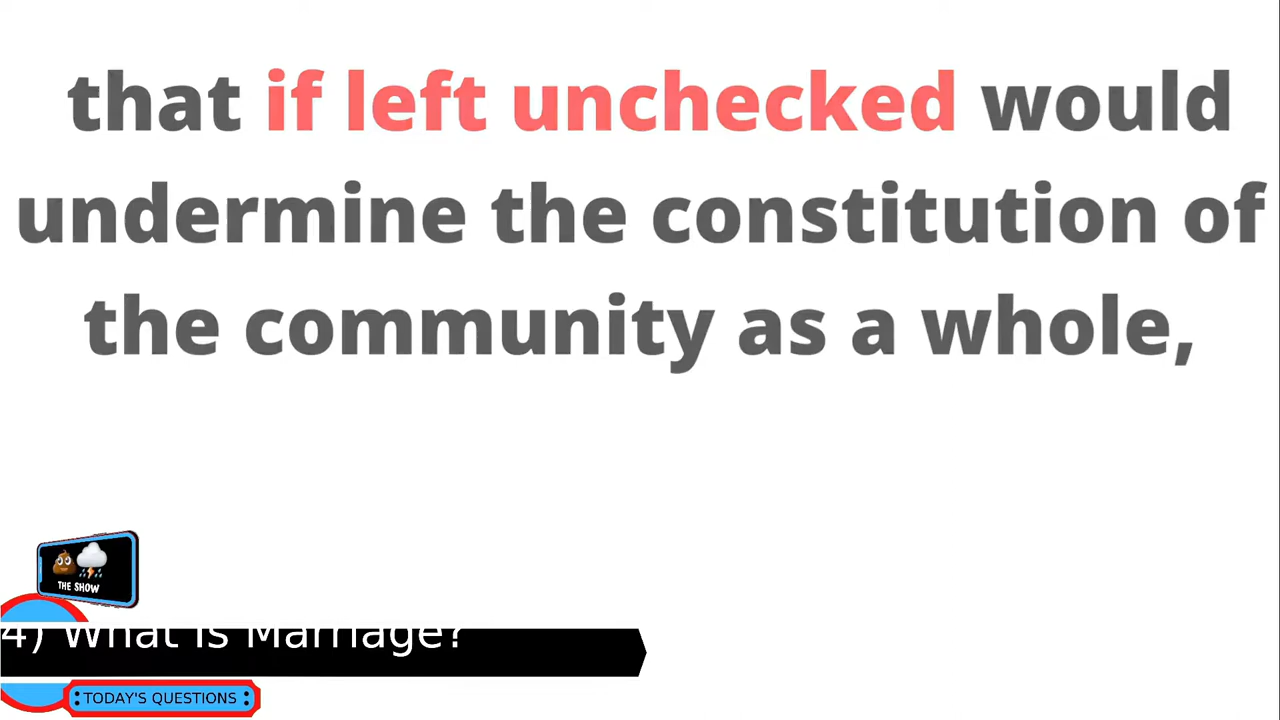 that if left unchecked would
undermine the constitution of
the community as a whole,
THE SHOW
4) What is Marriage?
TODAY'S QUESTIONS